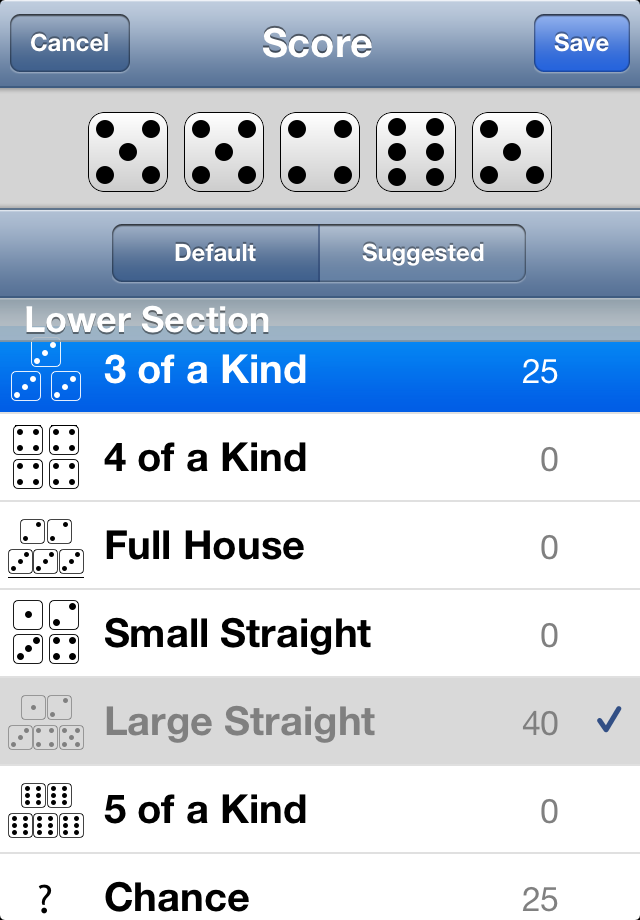 Cancel Score Save
Default Suggested
Lower Section
3 of a Kind 25
4 of a Kind 0
Full House 0
Small Straight 0
Large Straight 40
5 of a Kind 0
? Chance 25